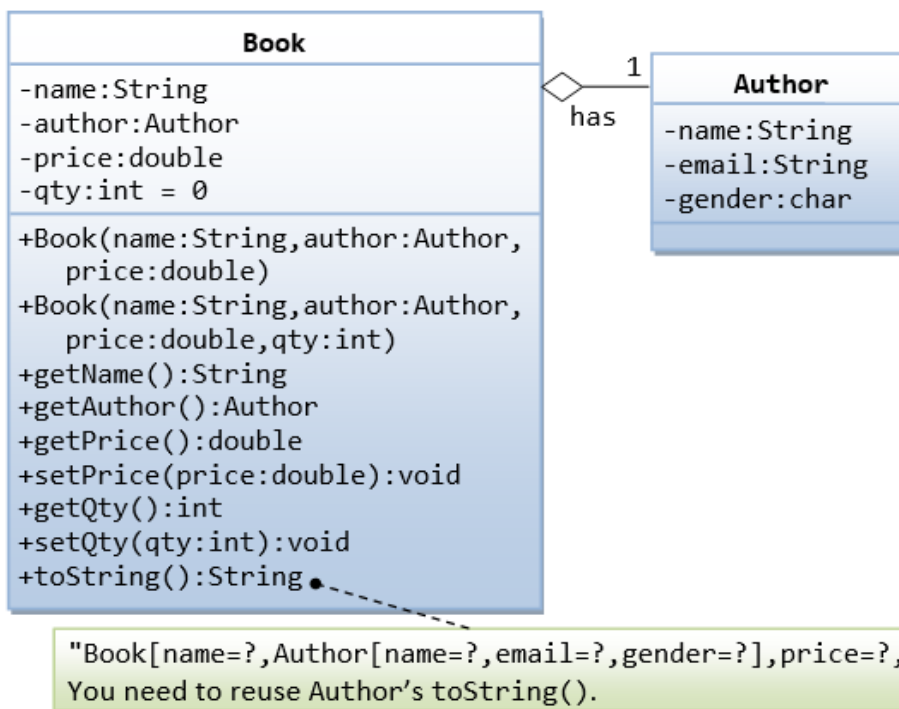 Book
-name:String
-author:Author
-price:double
-qty:int = 0
+Book(name:String,author:Author,
price:double)
+Book(name:String,author:Author,
price:double,qty:int)
+getName():String
+getAuthor():Author
+getPrice():double
+setPrice(price:double):void
+getQty():int
+setQty(qty:int):void
+toString():String
1
has
Author
-name:String
-email:String
-gender:char
"Book[name=?,Author[name=?,email=?,gender=?],price=?,
You need to reuse Author’s toString().